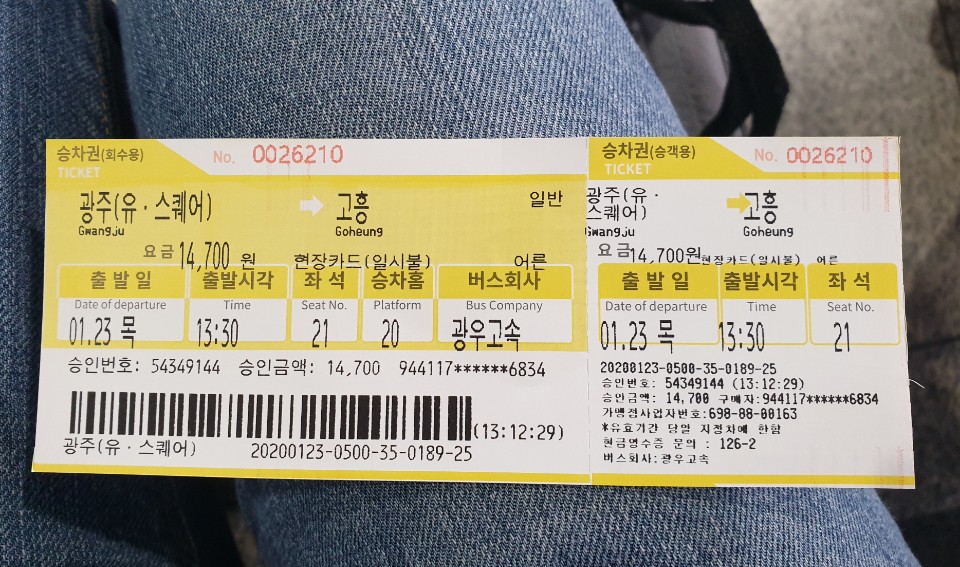 승차권(회수용) No. 0026210
TICKET
광주(유·스퀘어) 고흥 일반
Gwangju Goheung
요금 14,700 원 현장카드(일시불) 어른
출발일 출발시각 좌석 승차홈 버스회사
Date of departure Time Seat No. Platform Bus Company
01.23 목 13:30 21 20 광우고속
승인번호: 54349144 승인금액: 14,700 944117******6834
(13:12:29)
광주(유·스퀘어) 20200123-0500-35-0189-25
승차권(승객용) No. 0026210
TICKET
광주(유·
스퀘어) 고흥
Gwangju Goheung
요금 14,700원 현장카드(일시불) 어른
출발일 출발시각 좌석
Date of departure Time Seat No.
01.23 목 13:30 21
20200123-0500-35-0189-25
승인번호: 54349144 (13:12:29)
승인금액: 14,700 구매자:944117******6834
가맹점사업자번호:698-88-00163
*유효기간 당일 지정차에 한함
현금영수증 문의 : 126-2
버스회사:광우고속